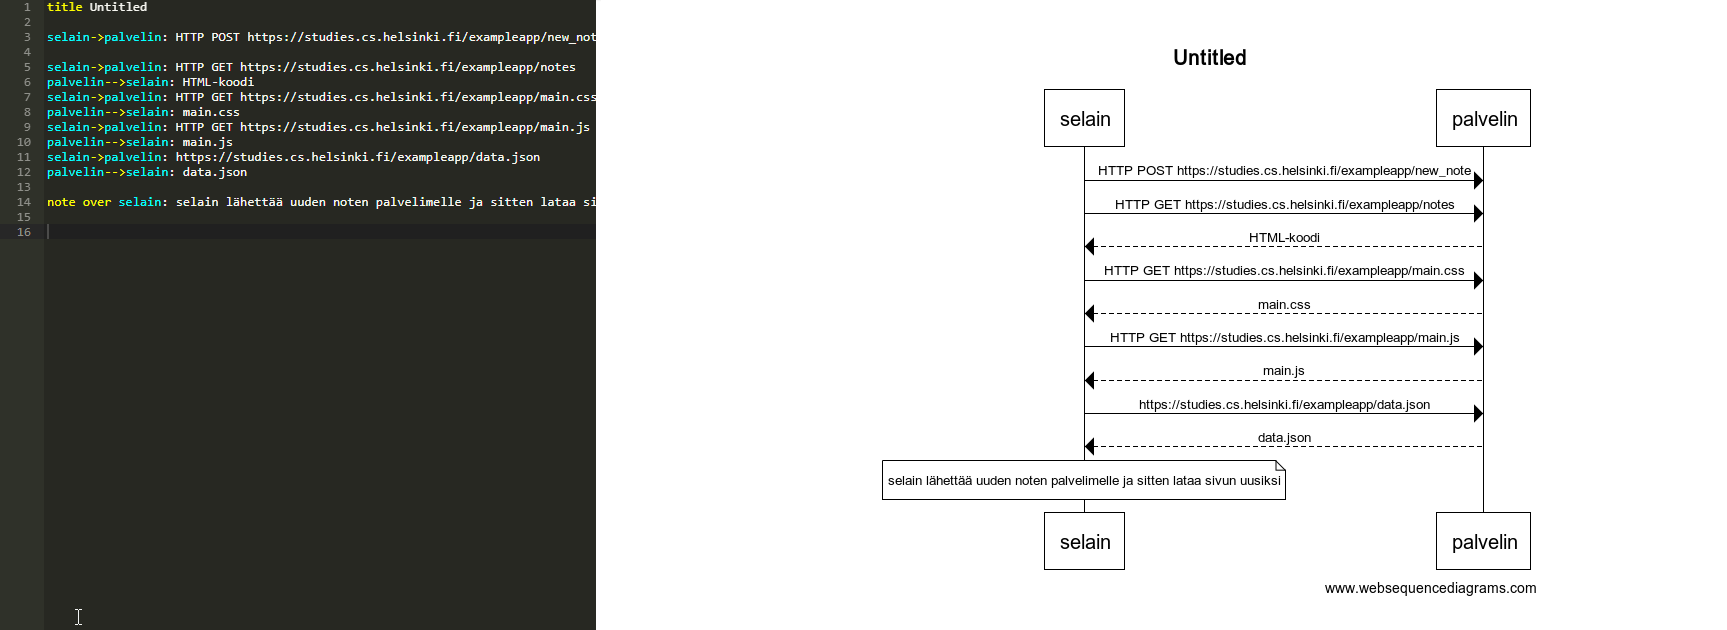 1 title Untitled
2
3 selain->palvelin: HTTP POST https://studies.cs.helsinki.fi/exampleapp/new_not
4
5 selain->palvelin: HTTP GET https://studies.cs.helsinki.fi/exampleapp/notes
6 palvelin-->selain: HTML-koodi
7 selain->palvelin: HTTP GET https://studies.cs.helsinki.fi/exampleapp/main.css
8 palvelin-->selain: main.css
9 selain->palvelin: HTTP GET https://studies.cs.helsinki.fi/exampleapp/main.js
10 palvelin-->selain: main.js
11 selain->palvelin: https://studies.cs.helsinki.fi/exampleapp/data.json
12 palvelin-->selain: data.json
13
14 note over selain: selain lähettää uuden noten palvelimelle ja sitten lataa si
15
16
Untitled
selain palvelin
HTTP POST https://studies.cs.helsinki.fi/exampleapp/new_note
HTTP GET https://studies.cs.helsinki.fi/exampleapp/notes
HTML-koodi
HTTP GET https://studies.cs.helsinki.fi/exampleapp/main.css
main.css
HTTP GET https://studies.cs.helsinki.fi/exampleapp/main.js
main.js
https://studies.cs.helsinki.fi/exampleapp/data.json
data.json
selain lähettää uuden noten palvelimelle ja sitten lataa sivun uusiksi
selain palvelin
www.websequencediagrams.com